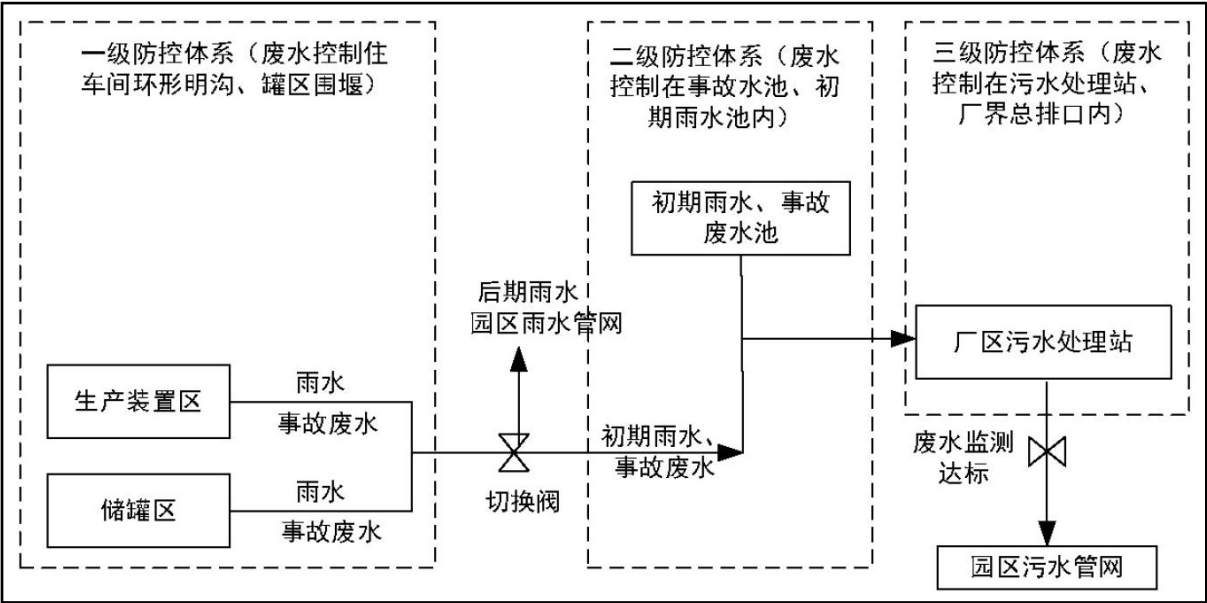 一级防控体系（废水控制住
车间环形明沟、罐区围堰）
二级防控体系（废水
控制在事故水池、初
期雨水池内）
三级防控体系（废水
控制在污水处理站、
厂界总排口内）
初期雨水、事故
废水池
后期雨水
园区雨水管网
厂区污水处理站
生产装置区
雨水
事故废水
初期雨水、
事故废水
废水监测
达标
储罐区
雨水
事故废水
切换阀
园区污水管网